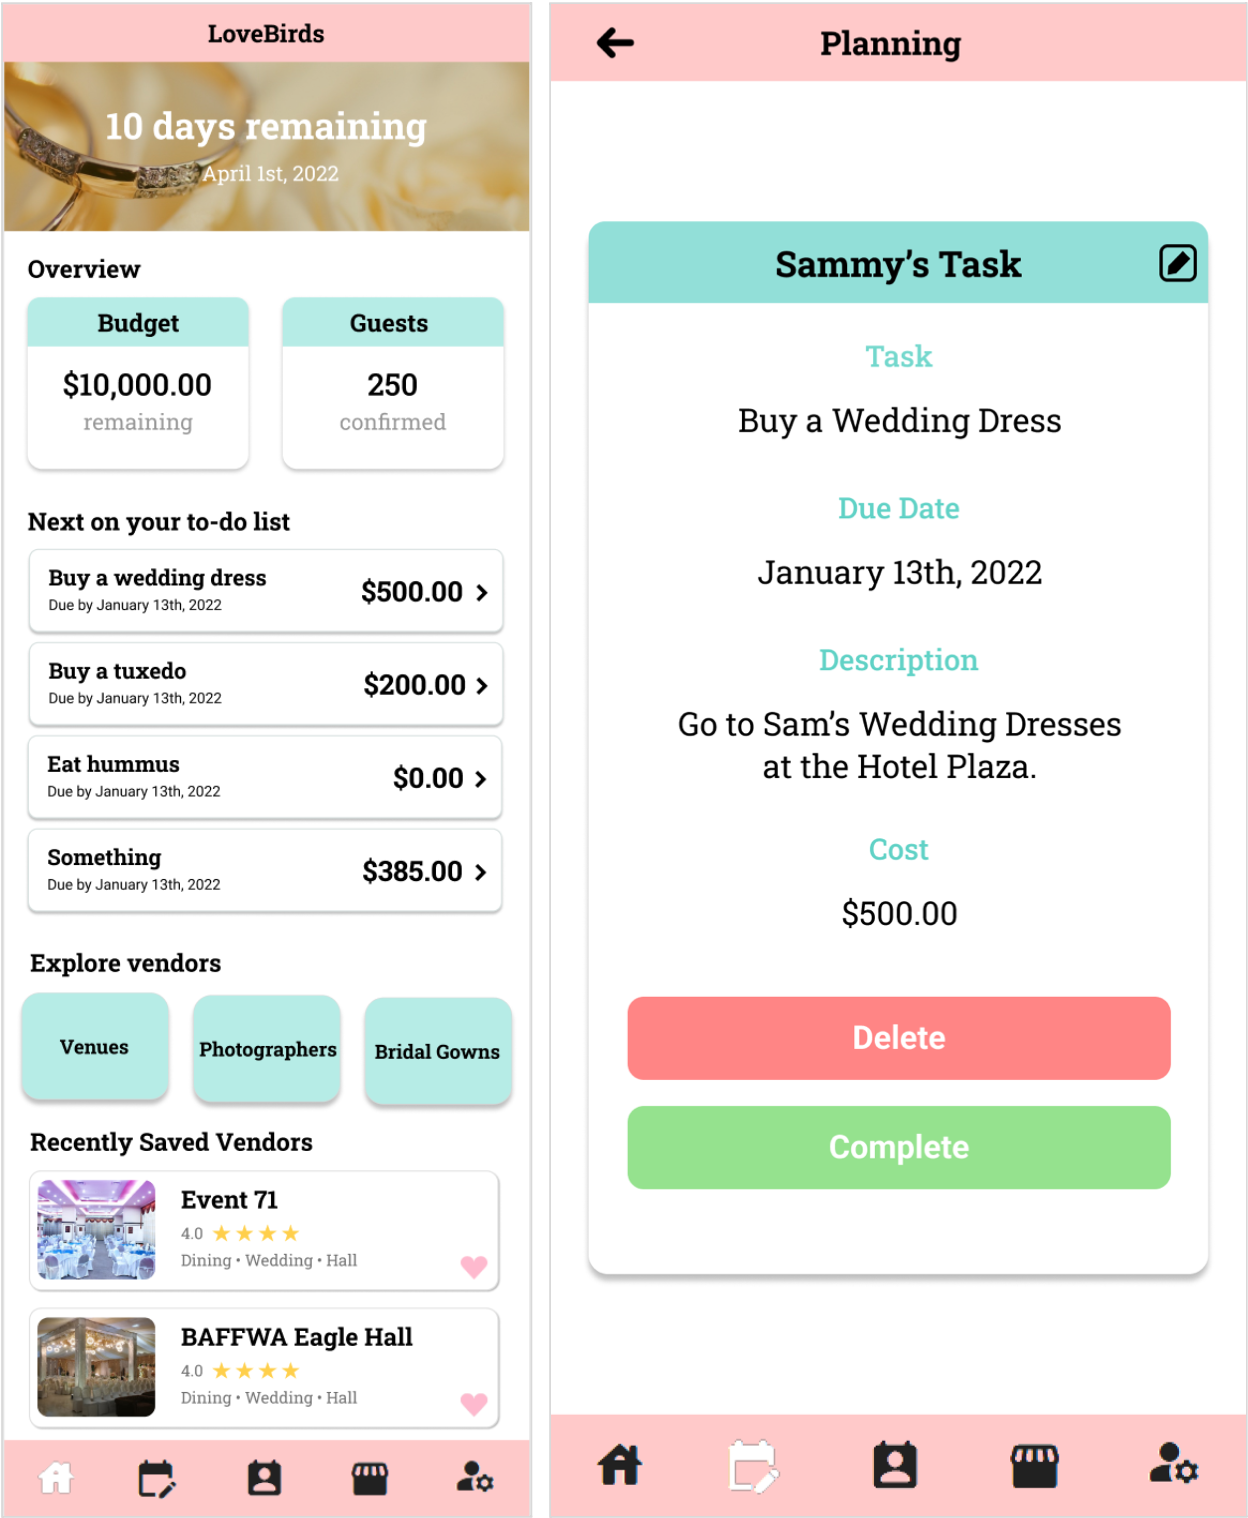 LoveBirds
10 days remaining
April 1st, 2022
Overview
Budget
$10,000.00
remaining
Guests
250
confirmed
Next on your to-do list
Buy a wedding dress
Due by January 13th, 2022
$500.00
Buy a tuxedo
Due by January 13th, 2022
$200.00
Eat hummus
Due by January 13th, 2022
$0.00
Something
Due by January 13th, 2022
$385.00
Explore vendors
Venues
Photographers
Bridal Gowns
Recently Saved Vendors
Event 71
4.0
Dining • Wedding • Hall
BAFFWA Eagle Hall
4.0
Dining • Wedding • Hall
Planning
Sammy’s Task
Task
Buy a Wedding Dress
Due Date
January 13th, 2022
Description
Go to Sam’s Wedding Dresses
at the Hotel Plaza.
Cost
$500.00
Delete
Complete